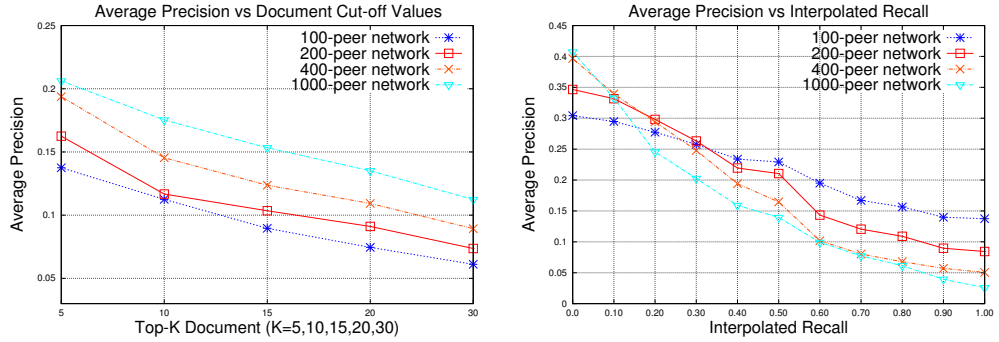 Average Precision vs Document Cut-off Values
0.25
0.2
0.15
0.1
0.05
Average Precision
100-peer network
200-peer network
400-peer network
1000-peer network
5
10
15
20
30
Top-K Document (K=5,10,15,20,30)
Average Precision vs Interpolated Recall
0.45
0.4
0.35
0.3
0.25
0.2
0.15
0.1
0.05
0
Average Precision
100-peer network
200-peer network
400-peer network
1000-peer network
0.0
0.10
0.20
0.30
0.40
0.50
0.60
0.70
0.80
0.90
1.00
Interpolated Recall